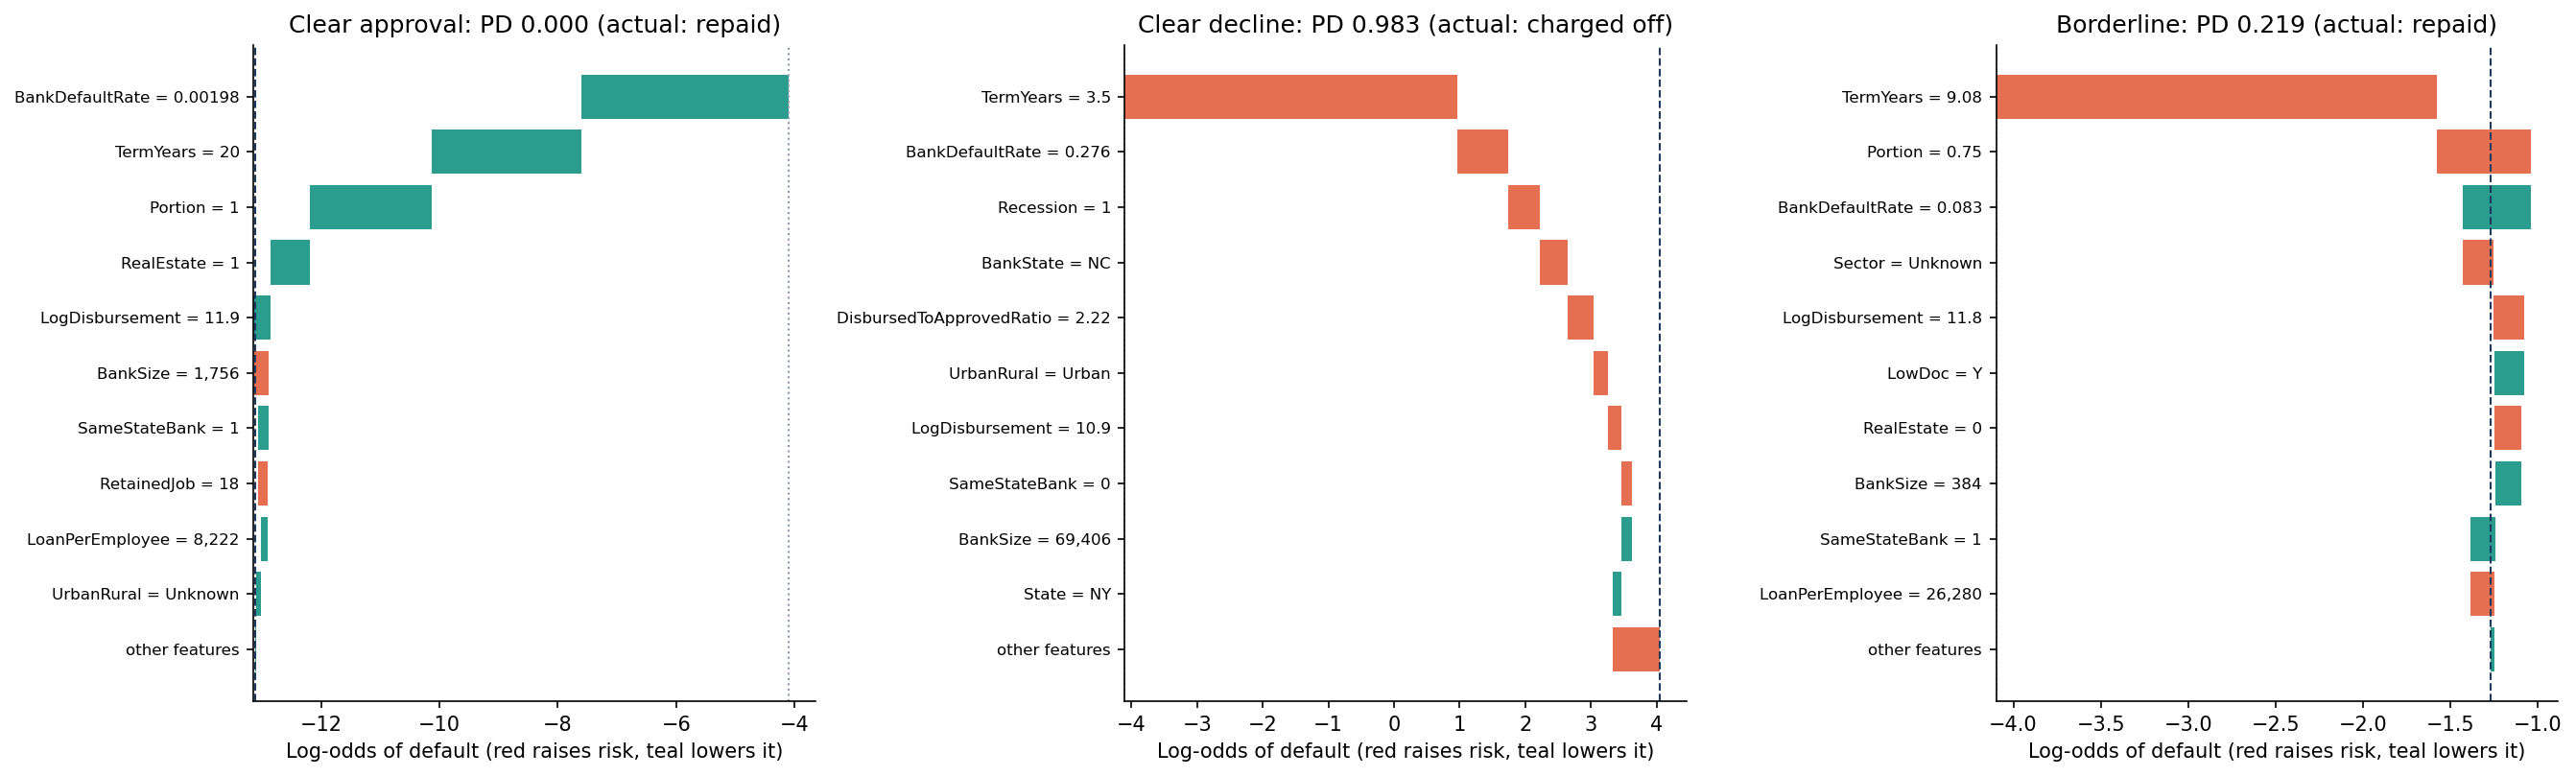 Clear approval: PD 0.000 (actual: repaid)
BankDefaultRate = 0.00198
TermYears = 20
Portion = 1
RealEstate = 1
LogDisbursement = 11.9
BankSize = 1,756
SameStateBank = 1
RetainedJob = 18
LoanPerEmployee = 8,222
UrbanRural = Unknown
other features
−12 −10 −8 −6 −4
Log-odds of default (red raises risk, teal lowers it)
Clear decline: PD 0.983 (actual: charged off)
TermYears = 3.5
BankDefaultRate = 0.276
Recession = 1
BankState = NC
DisbursedToApprovedRatio = 2.22
UrbanRural = Urban
LogDisbursement = 10.9
SameStateBank = 0
BankSize = 69,406
State = NY
other features
−4 −3 −2 −1 0 1 2 3 4
Log-odds of default (red raises risk, teal lowers it)
Borderline: PD 0.219 (actual: repaid)
TermYears = 9.08
Portion = 0.75
BankDefaultRate = 0.083
Sector = Unknown
LogDisbursement = 11.8
LowDoc = Y
RealEstate = 0
BankSize = 384
SameStateBank = 1
LoanPerEmployee = 26,280
other features
−4.0 −3.5 −3.0 −2.5 −2.0 −1.5 −1.0
Log-odds of default (red raises risk, teal lowers it)